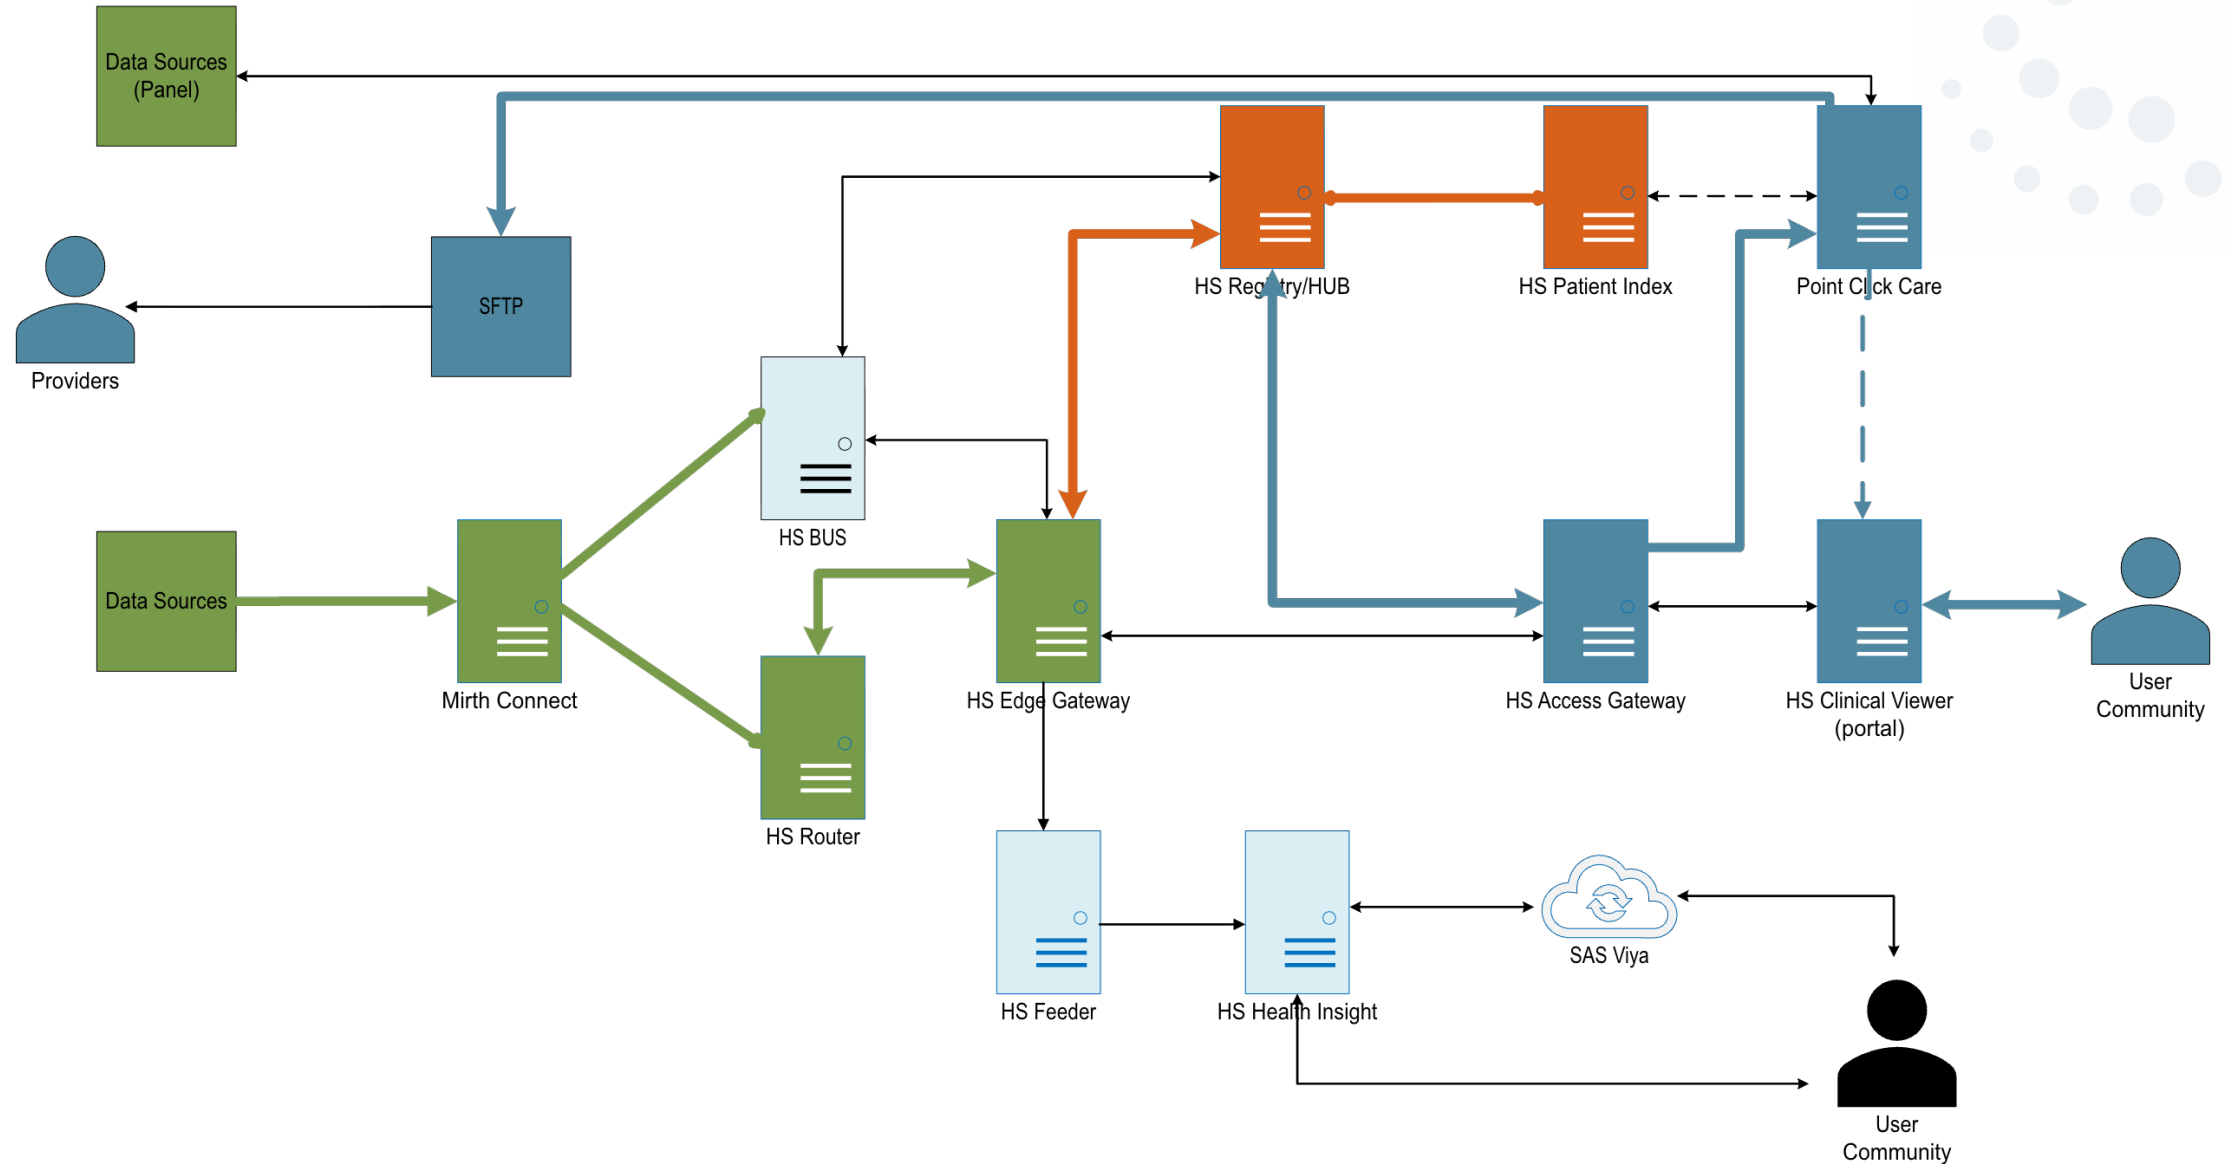 Data Sources
(Panel)
HS Registry/HUB
HS Patient Index
Point Click Care
SFTP
Providers
HS BUS
Data Sources
Mirth Connect
HS Edge Gateway
HS Access Gateway
HS Clinical Viewer
(portal)
User
Community
HS Router
SAS Viya
HS Feeder
HS Health Insight
User
Community